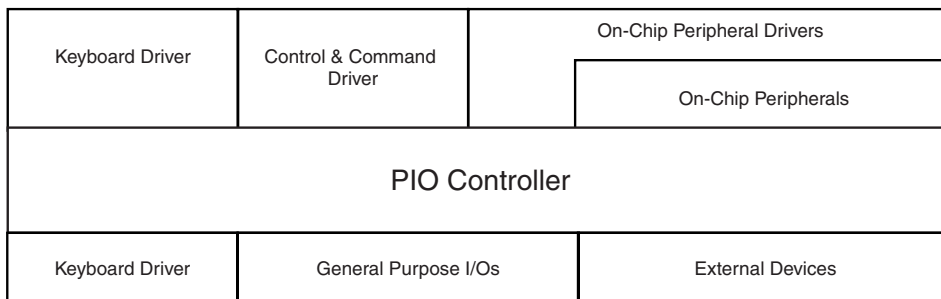 Keyboard Driver
Control & Command
Driver
On-Chip Peripheral Drivers
On-Chip Peripherals
PIO Controller
Keyboard Driver
General Purpose I/Os
External Devices